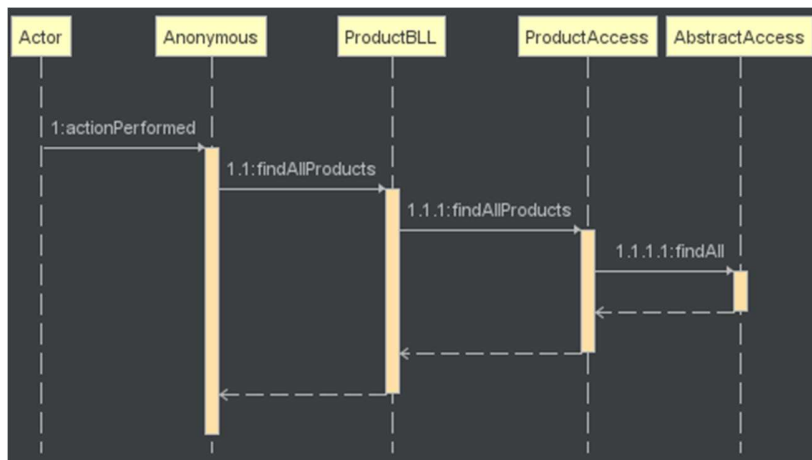 Actor
Anonymous
ProductBLL
ProductAccess
AbstractAccess
1:actionPerformed
1.1:findAllProducts
1.1.1:findAllProducts
1.1.1.1:findAll